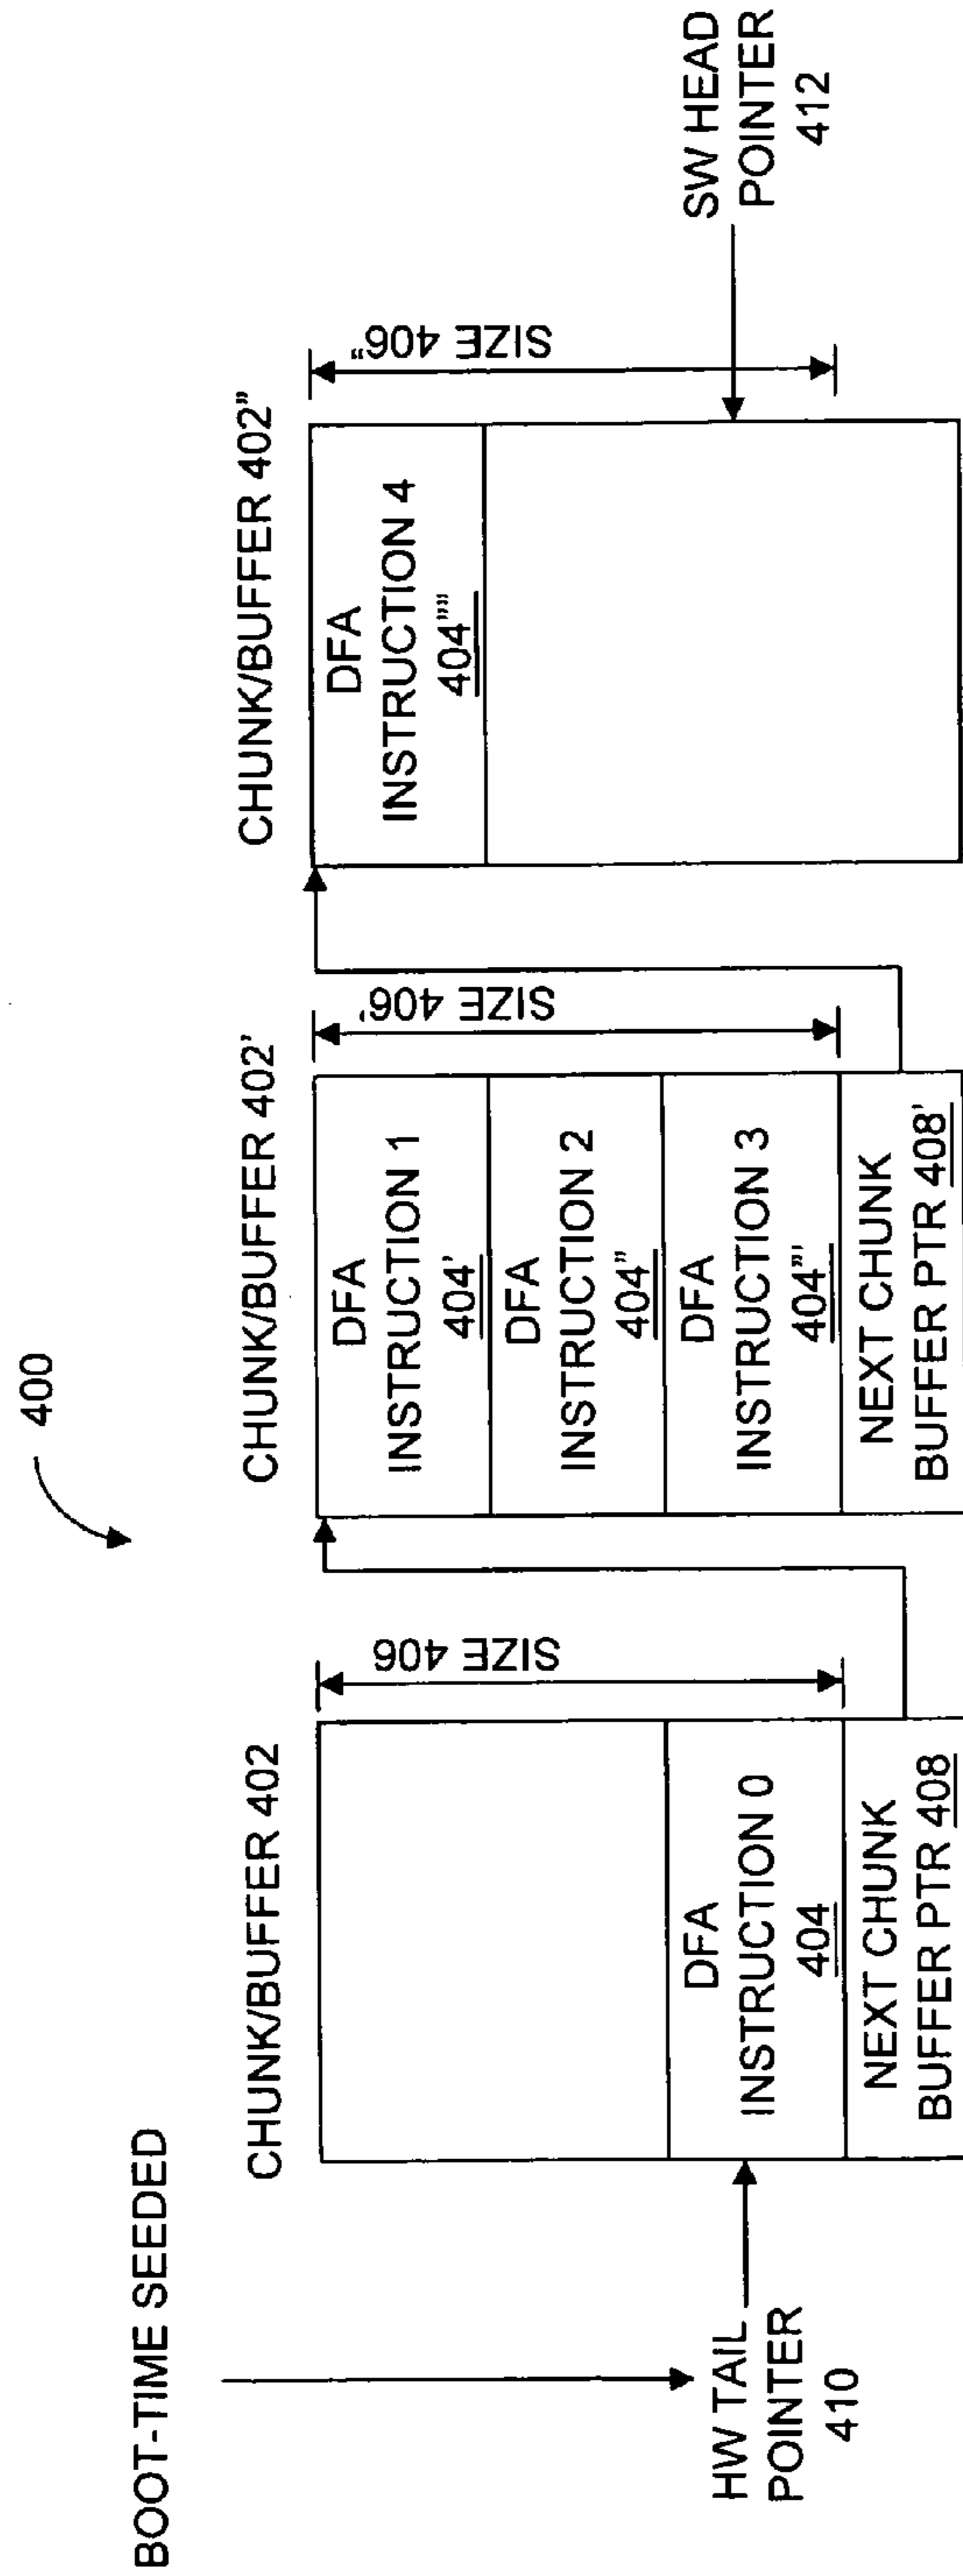 400
BOOT-TIME SEEDED
HW TAIL
POINTER
410
CHUNK/BUFFER 402
SIZE 406
DFA
INSTRUCTION 0
404
NEXT CHUNK
BUFFER PTR 408
CHUNK/BUFFER 402'
SIZE 406'
DFA
INSTRUCTION 1
404'
DFA
INSTRUCTION 2
404"
DFA
INSTRUCTION 3
404"'
NEXT CHUNK
BUFFER PTR 408'
CHUNK/BUFFER 402"
SIZE 406"
DFA
INSTRUCTION 4
404""
SW HEAD
POINTER
412